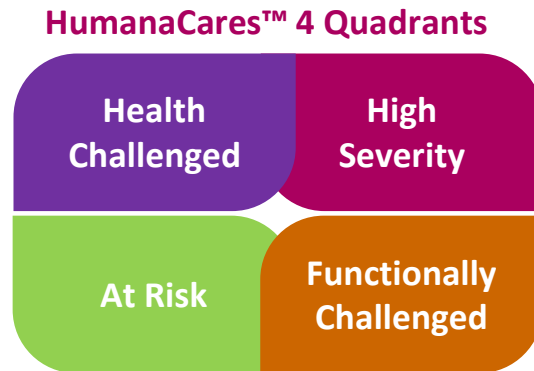 HumanaCares™ 4 Quadrants
Health
Challenged
High
Severity
At Risk
Functionally
Challenged